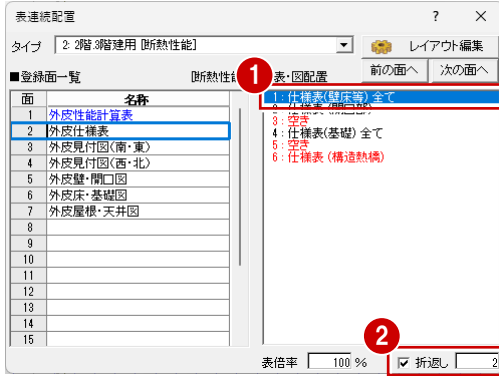 表連続配置 ? ×
タイプ 2: 2階.3階建用 [断熱性能] レイアウト編集
前の面へ 次の面へ
■登録面一覧 [断熱性 1 表・図配置
面 名称
1 外皮性能計算表
2 外皮仕様表
3 外皮見付図(南・東)
4 外皮見付図(西・北)
5 外皮壁・開口図
6 外皮床・基礎図
7 外皮屋根・天井図
8
9
10
11
12
13
14
15
1 : 仕様表(壁床等) 全て
3 : 空き
4 : 仕様表(基礎) 全て
5 : 空き
6 : 仕様表 (構造熱橋)
2
表倍率 100 % 折返し 2